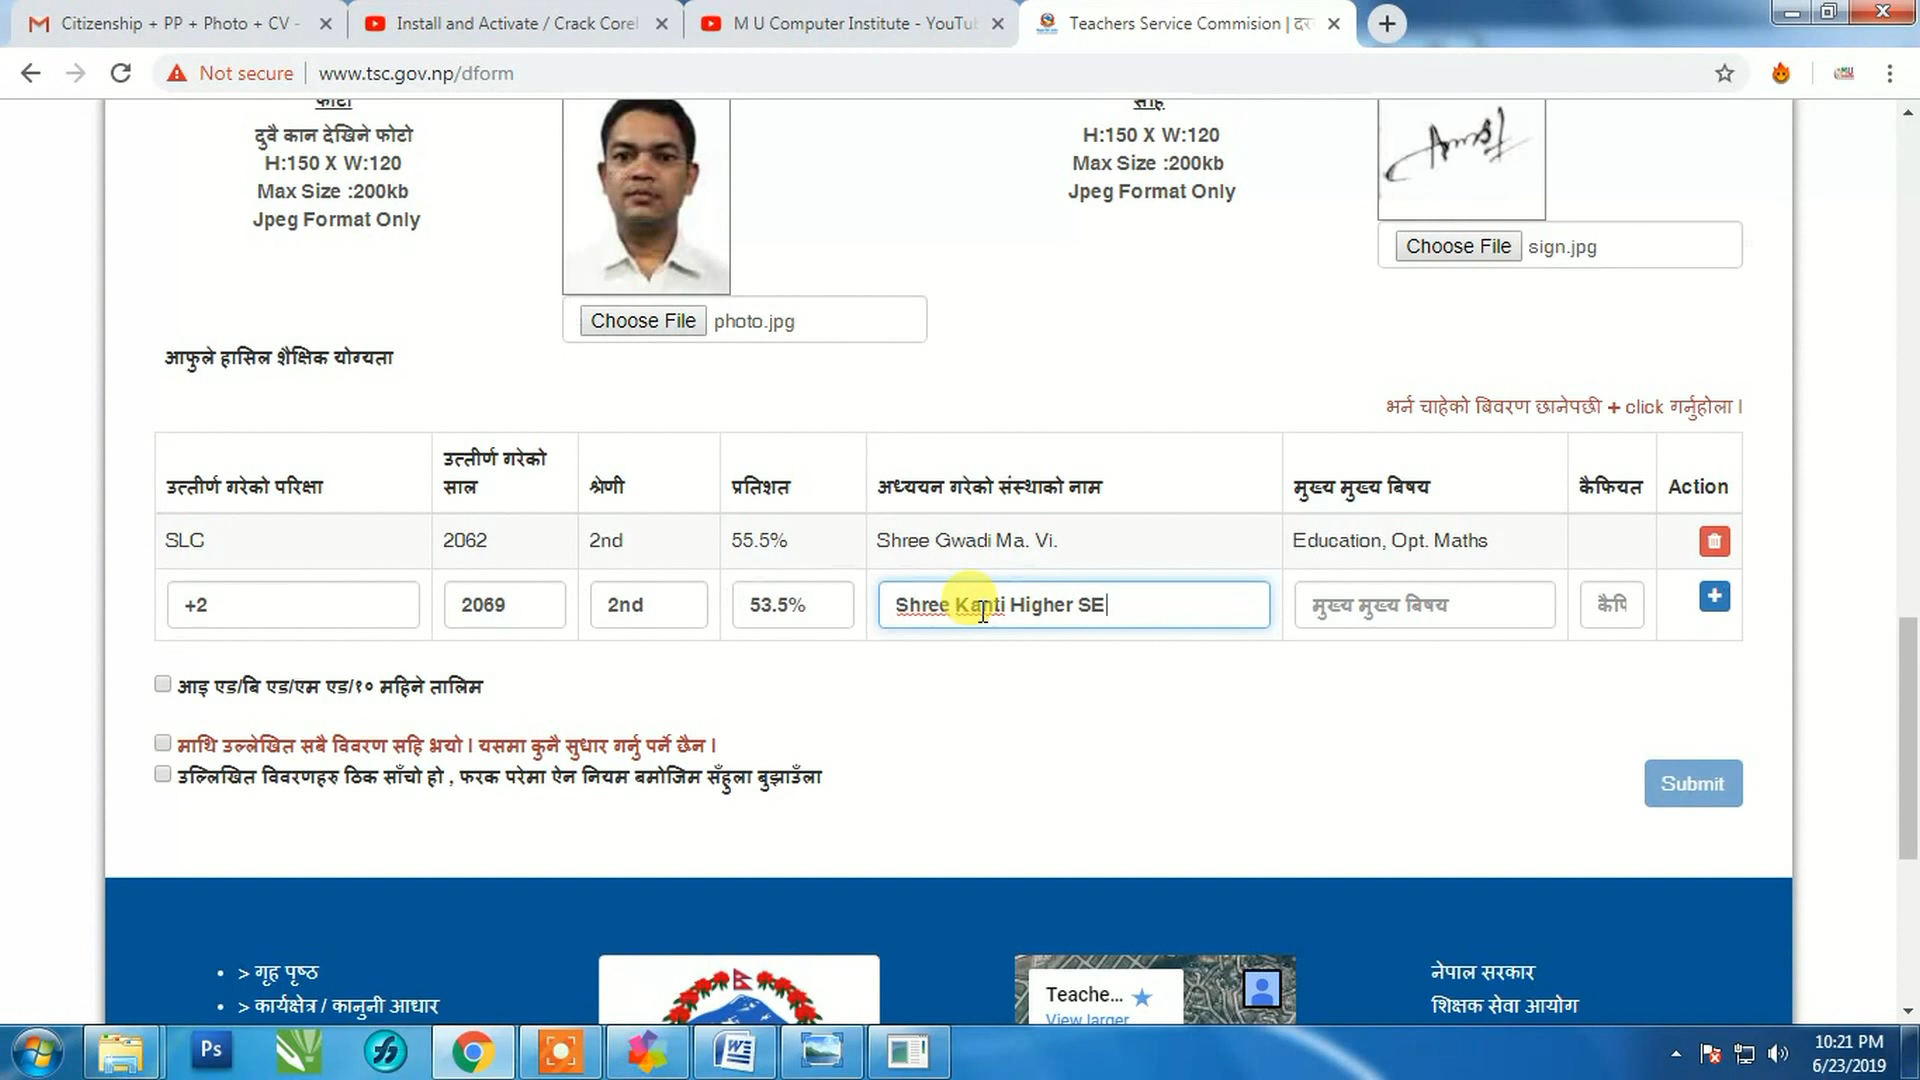 Citizenship + PP + Photo + CV -
Install and Activate / Crack Corel
M U Computer Institute - YouTu
Teachers Service Commision | दर
Not secure
www.tsc.gov.np/dform
फोटो
दुवै कान देखिने फोटो
H:150 X W:120
Max Size :200kb
Jpeg Format Only
Choose File photo.jpg
सहि
H:150 X W:120
Max Size :200kb
Jpeg Format Only
Choose File sign.jpg
आफुले हासिल शैक्षिक योग्यता
भर्न चाहेको बिवरण छानेपछी + click गर्नुहोला ।
उत्तीर्ण गरेको परिक्षा
उत्तीर्ण गरेको साल
श्रेणी
प्रतिशत
अध्ययन गरेको संस्थाको नाम
मुख्य मुख्य बिषय
कैफियत
Action
SLC 2062 2nd 55.5% Shree Gwadi Ma. Vi. Education, Opt. Maths
+2 2069 2nd 53.5% Shree Kanti Higher SE मुख्य मुख्य बिषय कैफि
आइ एड/बि एड/एम एड/१० महिने तालिम
माथि उल्लेखित सबै विवरण सहि भयो । यसमा कुनै सुधार गर्नु पर्ने छैन ।
उल्लिखित विवरणहरु ठिक साँचो हो , फरक परेमा ऐन नियम बमोजिम सँहुला बुझाउँला
Submit
> गृह पृष्ठ
> कार्यक्षेत्र / कानुनी आधार
Teache...
View larger
नेपाल सरकार
शिक्षक सेवा आयोग
Ps
10:21 PM
6/23/2019